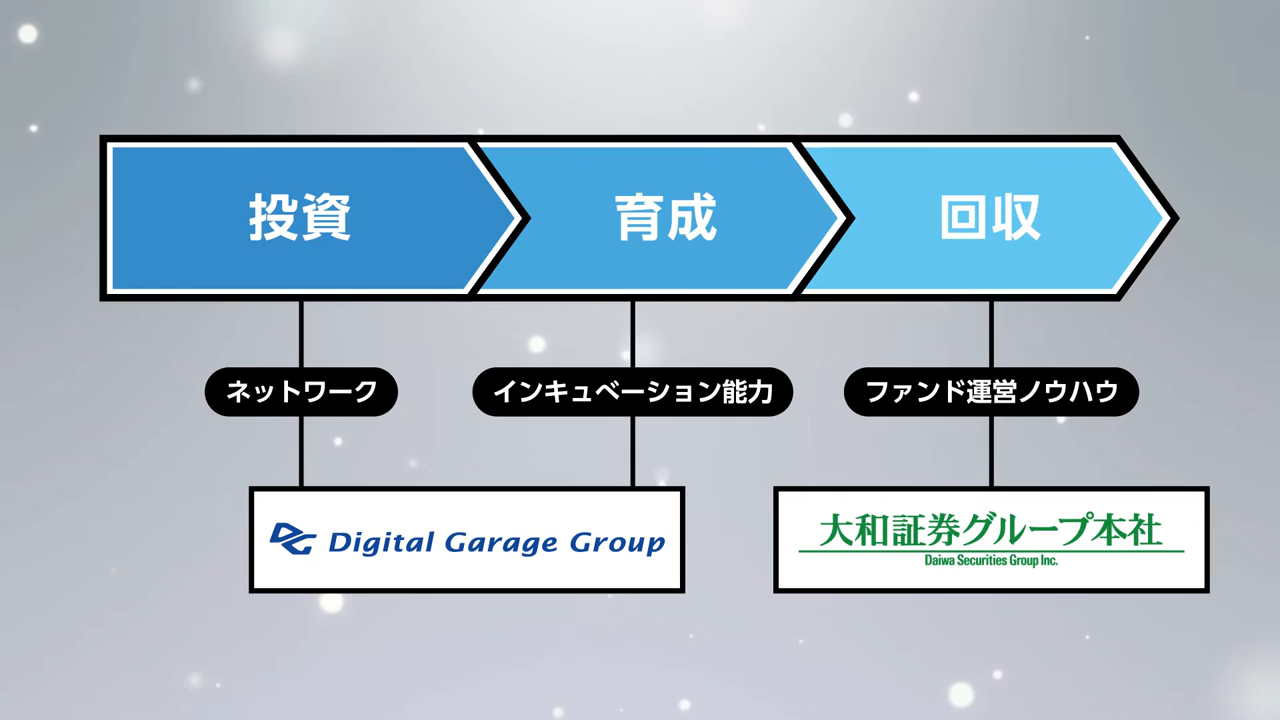 投資
育成
回収
ネットワーク
インキュベーション能力
ファンド運営ノウハウ
DG Digital Garage Group
大和証券グループ本社
Daiwa Securities Group Inc.